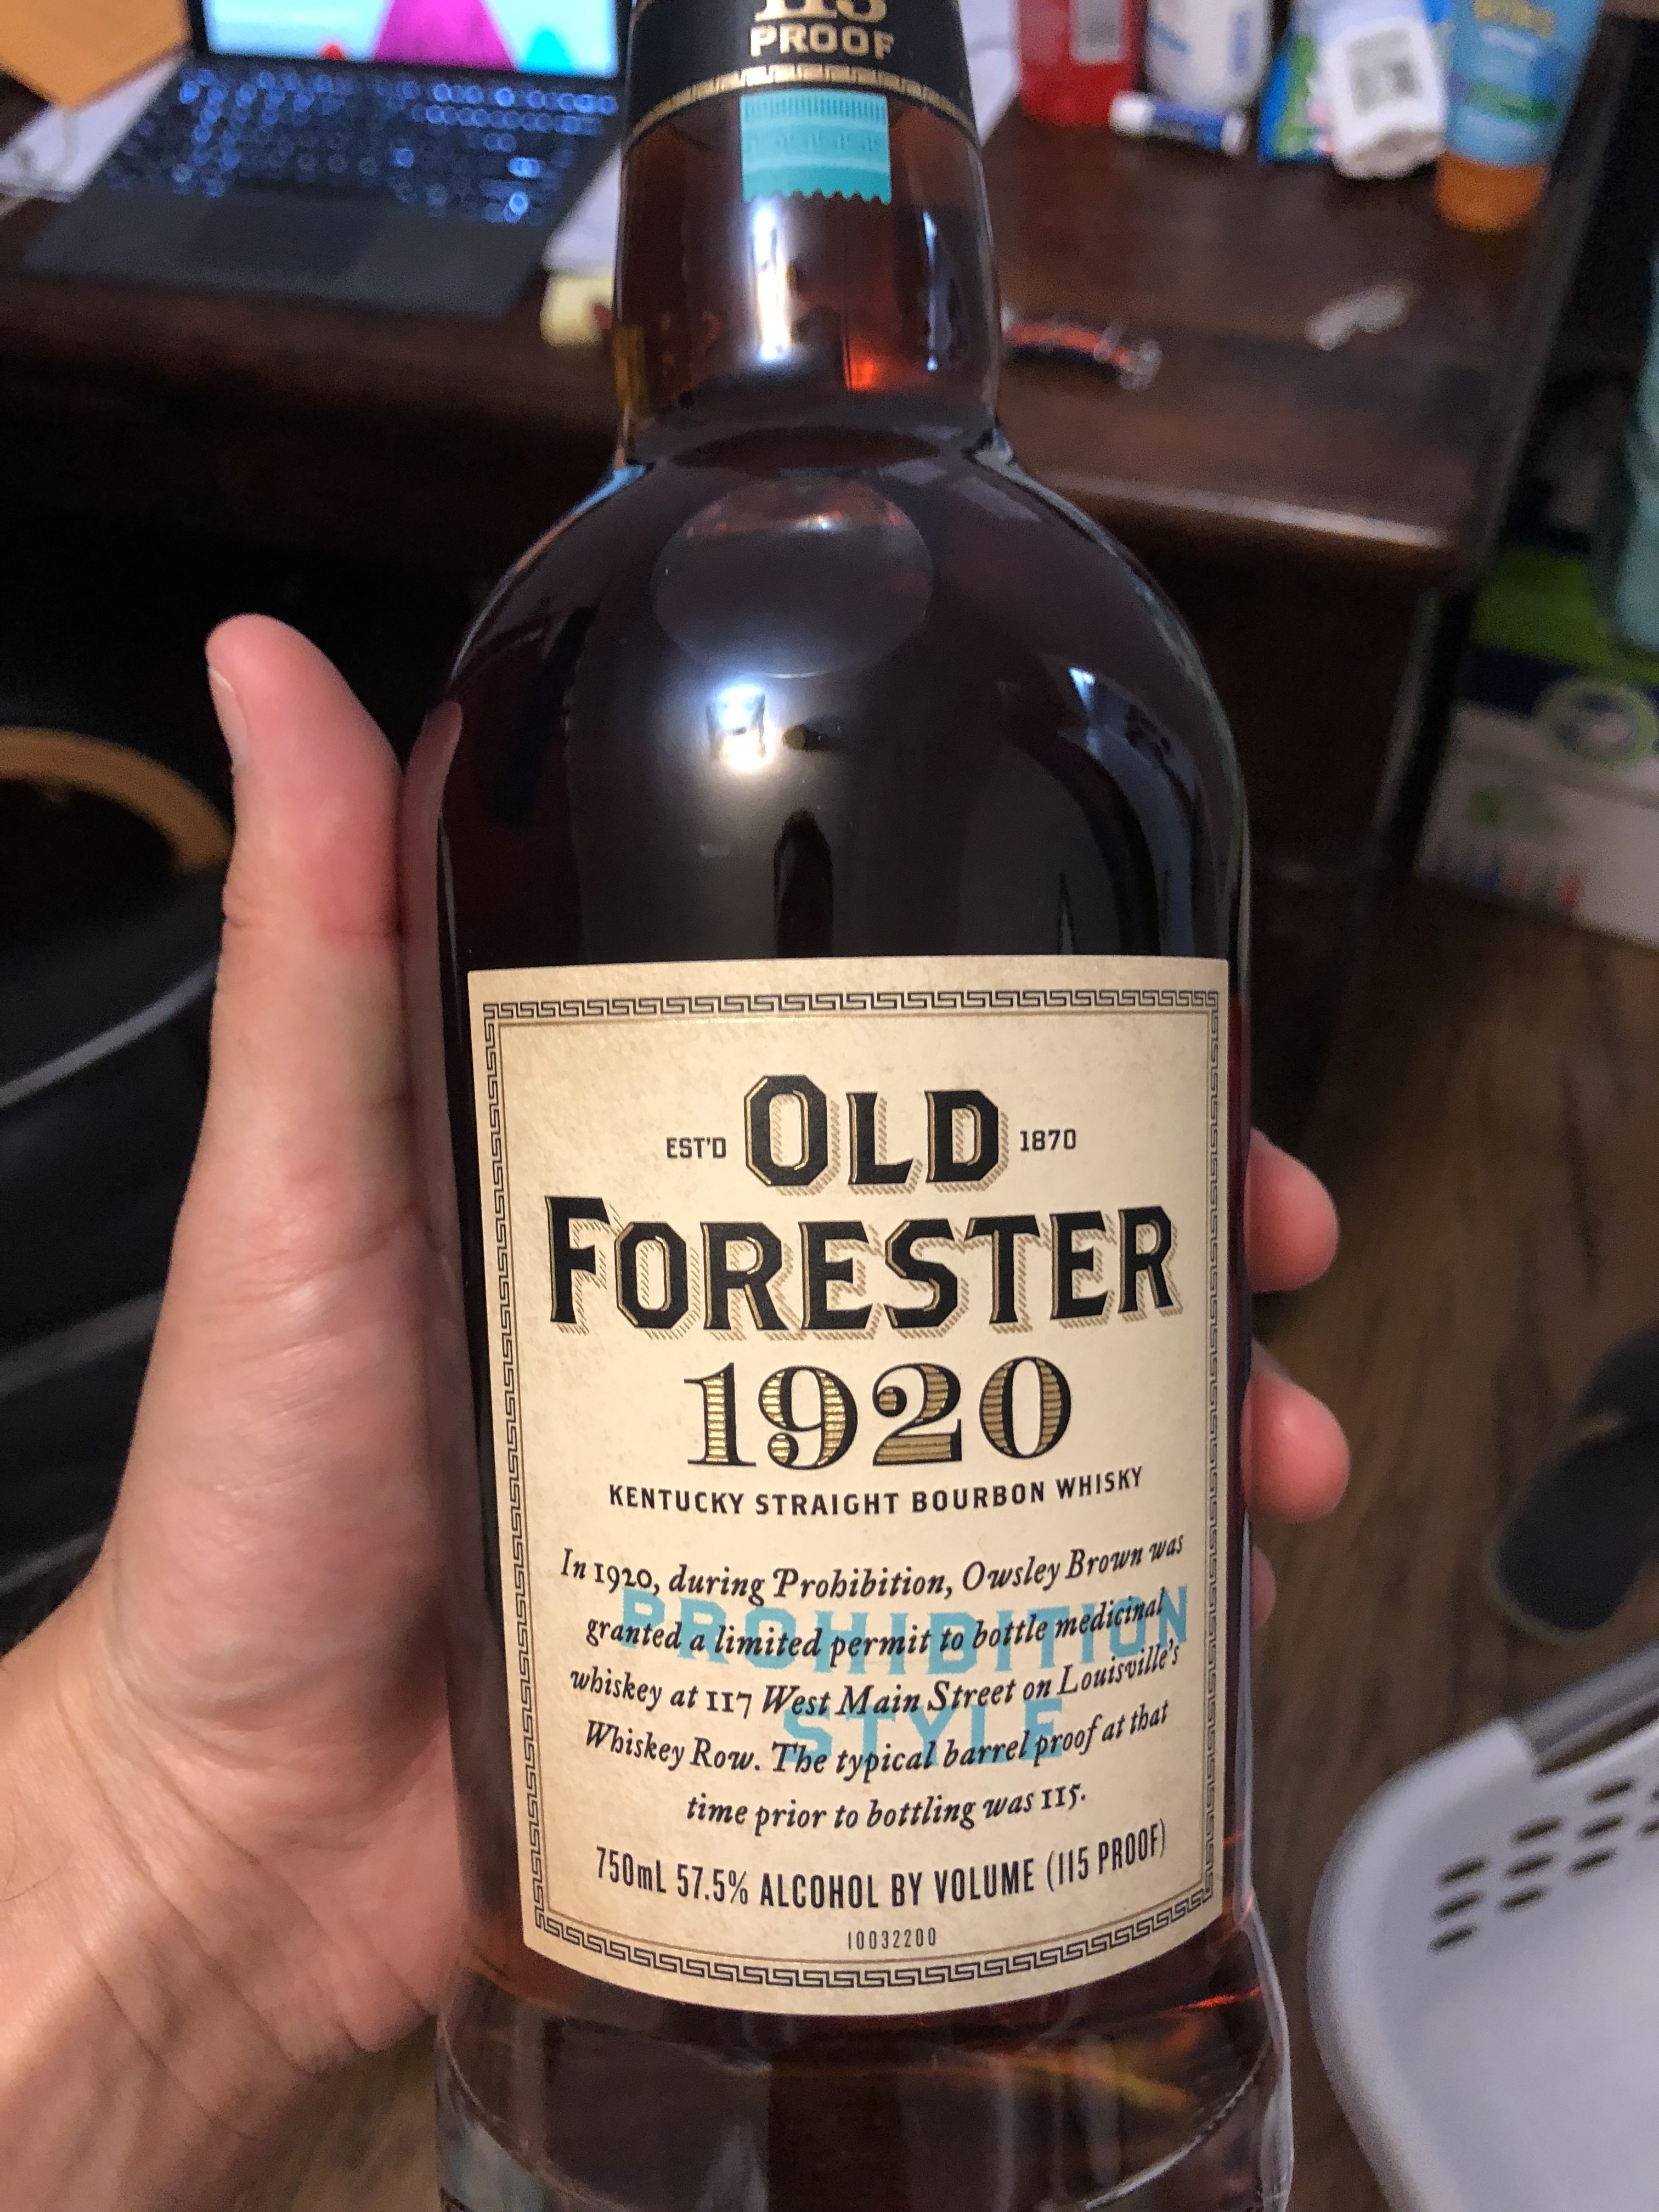 115
PROOF
EST'D OLD 1870
FORESTER
1920
KENTUCKY STRAIGHT BOURBON WHISKY
In 1920, during Prohibition, Owsley Brown was
PROHIBITION
granted a limited permit to bottle medicinal
whiskey at 117 West Main Street on Louisville's
STYLE
Whiskey Row. The typical barrel proof at that
time prior to bottling was 115.
750mL 57.5% ALCOHOL BY VOLUME (115 PROOF)
10032200